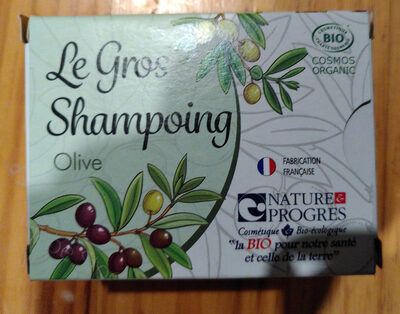 Le Gros
Shampoing
Olive
BIO
COSMOS
ORGANIC
FABRICATION
FRANÇAISE
NATURE &
PROGRES
Cosmétique & Bio-écologique
"la BIO pour notre santé
et celle de la terre"